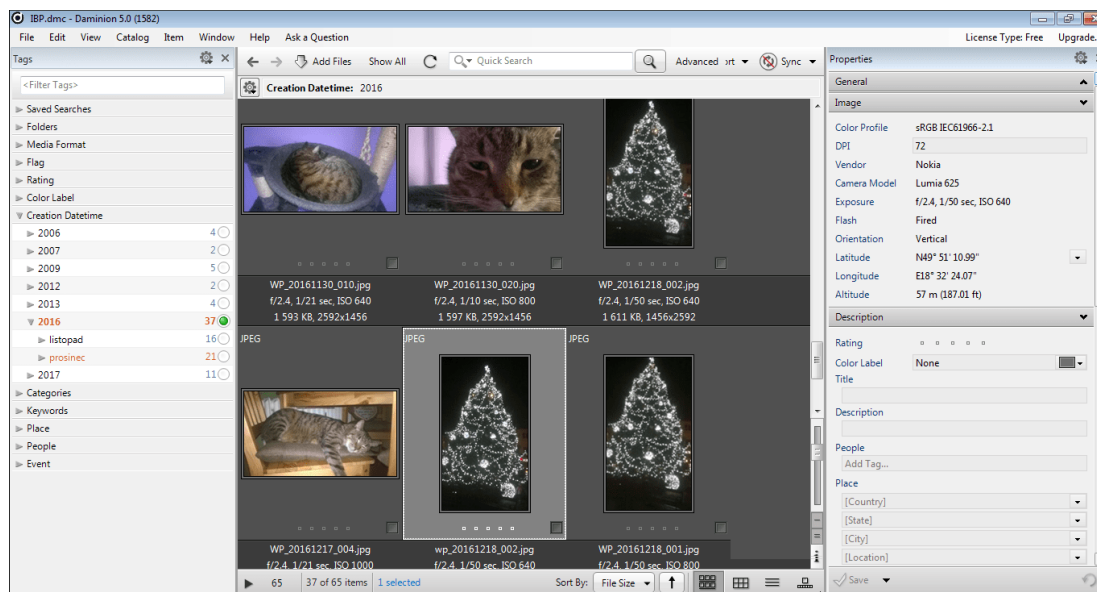 IBP.dmc - Daminion 5.0 (1582)
File Edit View Catalog Item Window Help Ask a Question License Type: Free Upgrade.
Tags
<Filter Tags>
Saved Searches
Folders
Media Format
Flag
Rating
Color Label
Creation Datetime
2006 4
2007 2
2009 5
2012 2
2013 4
2016 37
listopad 16
prosinec 21
2017 11
Categories
Keywords
Place
People
Event
Add Files Show All Quick Search Advanced ort Sync
Creation Datetime: 2016
WP_20161130_010.jpg
f/2.4, 1/21 sec, ISO 640
1 593 KB, 2592x1456
WP_20161130_020.jpg
f/2.4, 1/10 sec, ISO 800
1 597 KB, 2592x1456
WP_20161218_002.jpg
f/2.4, 1/50 sec, ISO 640
1 611 KB, 1456x2592
JPEG
WP_20161217_004.jpg
f/2.4, 1/21 sec, ISO 1000
JPEG
wp_20161218_002.jpg
f/2.4, 1/50 sec, ISO 640
JPEG
WP_20161218_001.jpg
f/2.4, 1/50 sec, ISO 800
65 37 of 65 items 1 selected Sort By: File Size
Properties
General
Image
Color Profile sRGB IEC61966-2.1
DPI 72
Vendor Nokia
Camera Model Lumia 625
Exposure f/2.4, 1/50 sec, ISO 640
Flash Fired
Orientation Vertical
Latitude N49° 51' 10.99"
Longitude E18° 32' 24.07"
Altitude 57 m (187.01 ft)
Description
Rating
Color Label None
Title
Description
People
Add Tag...
Place
[Country]
[State]
[City]
[Location]
Save